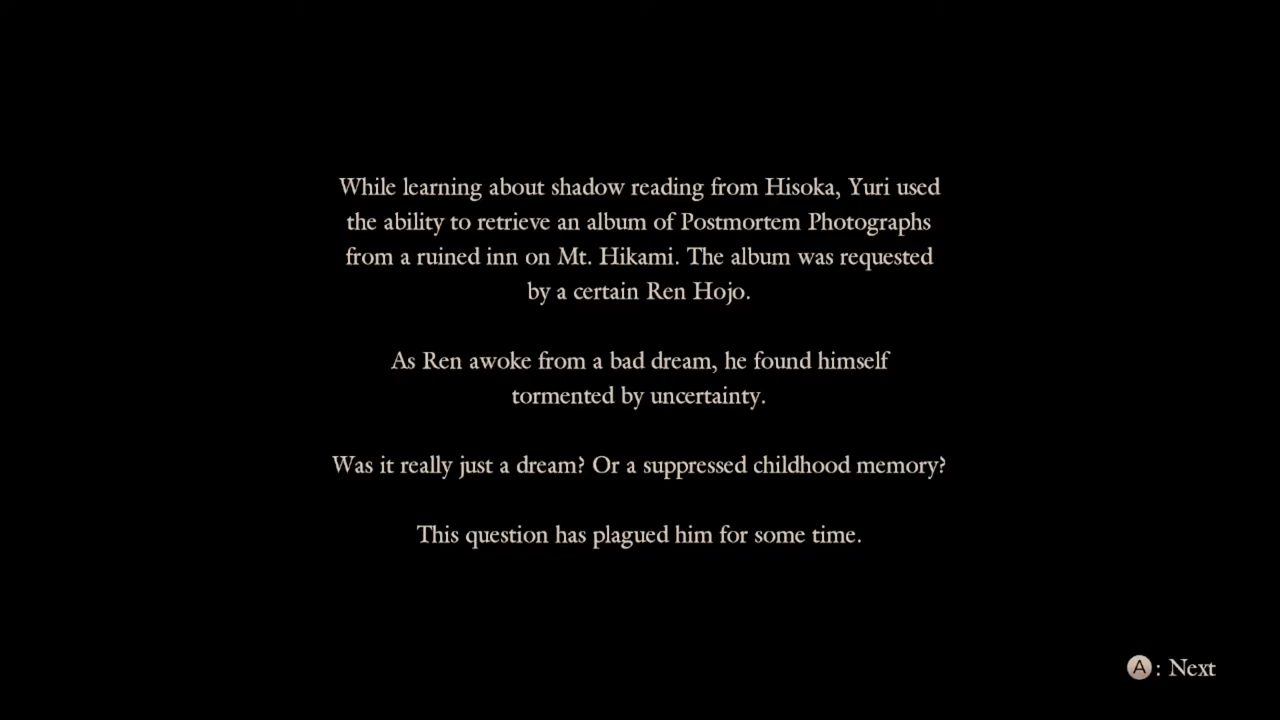 While learning about shadow reading from Hisoka, Yuri used
the ability to retrieve an album of Postmortem Photographs
from a ruined inn on Mt. Hikami. The album was requested
by a certain Ren Hojo.
As Ren awoke from a bad dream, he found himself
tormented by uncertainty.
Was it really just a dream? Or a suppressed childhood memory?
This question has plagued him for some time.
A: Next